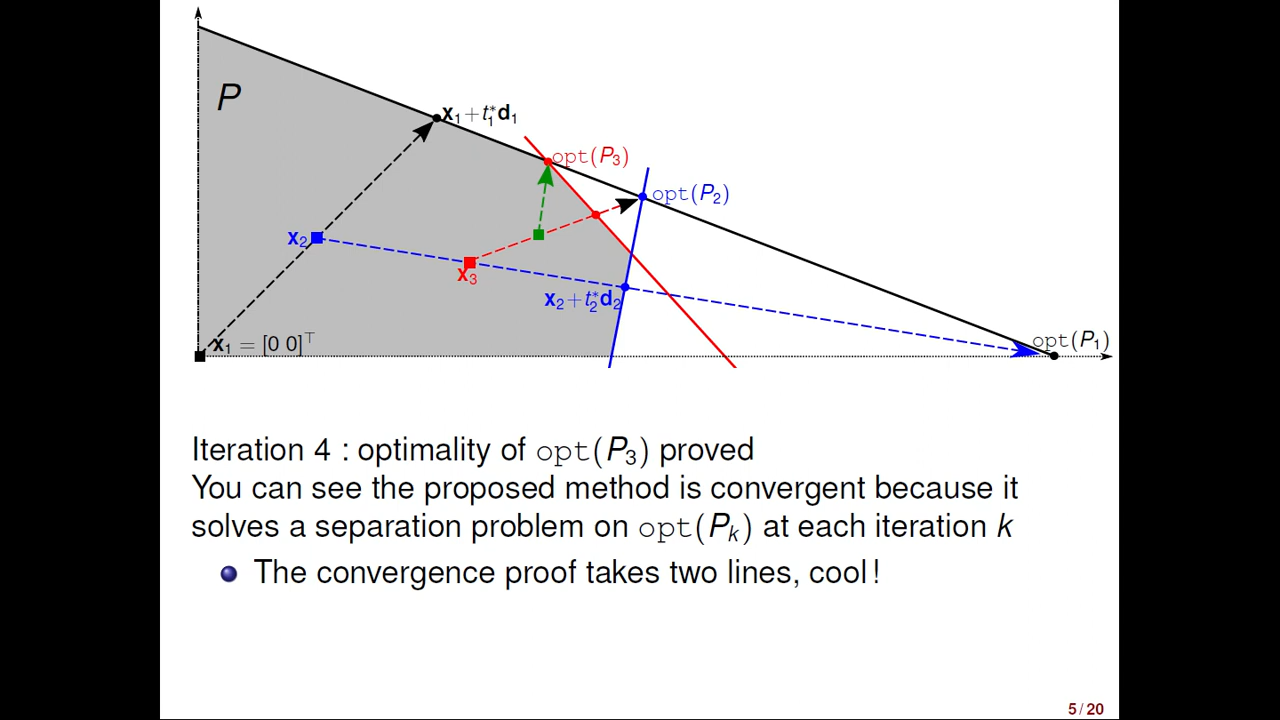 P
x₁+t₁*d₁
opt(P₃)
opt(P₂)
x₂
x₃
x₂+t₂*d₂
x₁ = [0 0]⊤
opt(P₁)
Iteration 4 : optimality of opt(P₃) proved
You can see the proposed method is convergent because it
solves a separation problem on opt(Pₖ) at each iteration k
The convergence proof takes two lines, cool !
5 / 20